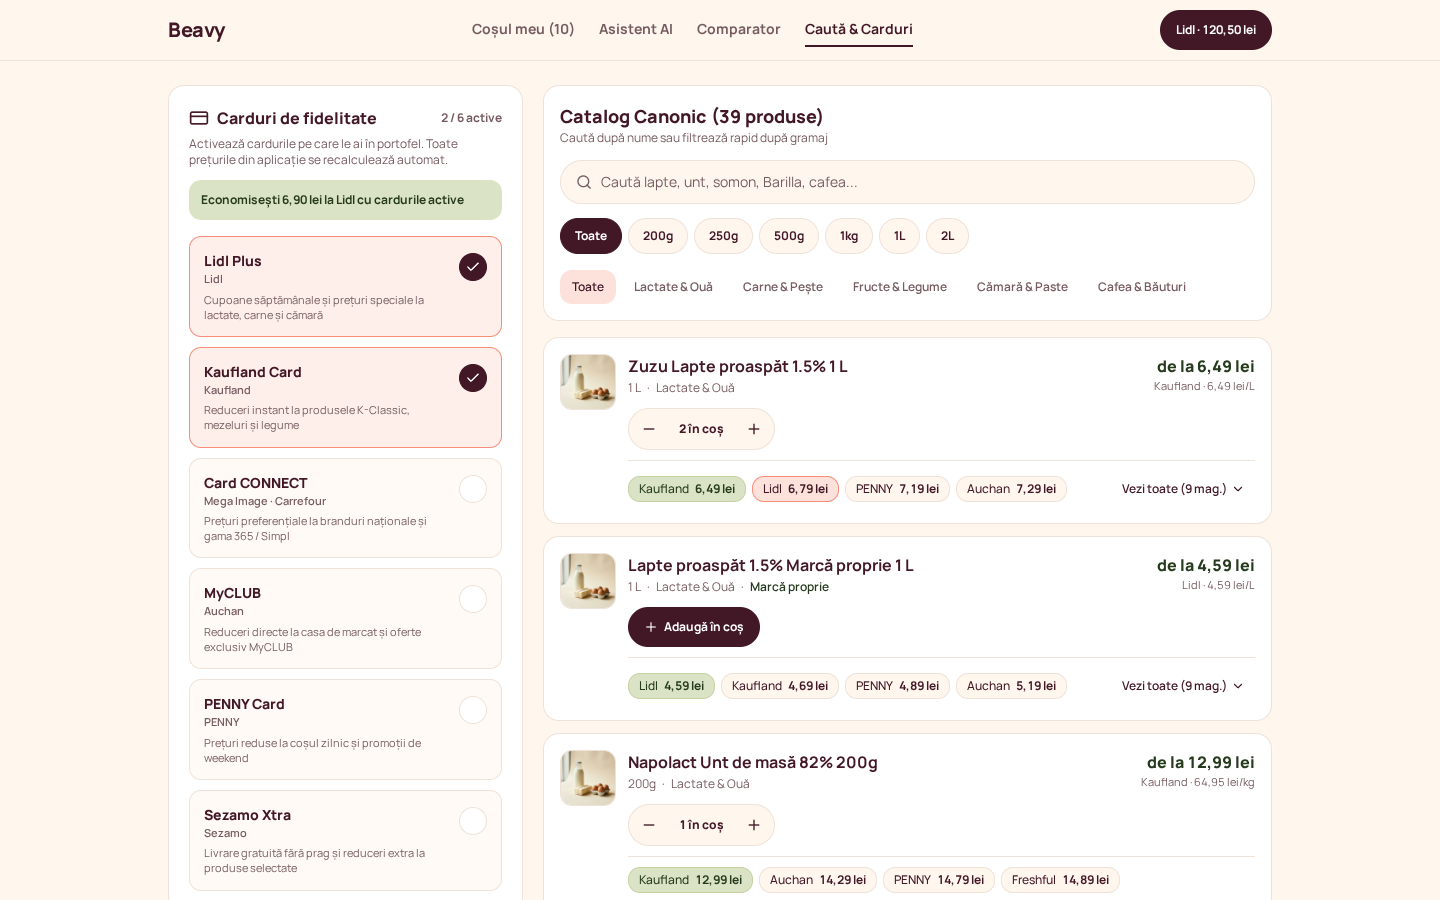 Beavy
Coșul meu (10)
Asistent AI
Comparator
Caută & Carduri
Lidl · 120,50 lei
Carduri de fidelitate
2 / 6 active
Activează cardurile pe care le ai în portofel. Toate
prețurile din aplicație se recalculează automat.
Economisești 6,90 lei la Lidl cu cardurile active
Lidl Plus
Lidl
Cupoane săptămânale și prețuri speciale la
lactate, carne și cămară
Kaufland Card
Kaufland
Reduceri instant la produsele K-Classic,
mezeluri și legume
Card CONNECT
Mega Image · Carrefour
Prețuri preferențiale la branduri naționale și
gama 365 / Simpl
MyCLUB
Auchan
Reduceri directe la casa de marcat și oferte
exclusiv MyCLUB
PENNY Card
PENNY
Prețuri reduse la coșul zilnic și promoții de
weekend
Sezamo Xtra
Sezamo
Livrare gratuită fără prag și reduceri extra la
produse selectate
Catalog Canonic (39 produse)
Caută după nume sau filtrează rapid după gramaj
Caută lapte, unt, somon, Barilla, cafea...
Toate 200g 250g 500g 1kg 1L 2L
Toate Lactate & Ouă Carne & Pește Fructe & Legume Cămară & Paste Cafea & Băuturi
Zuzu Lapte proaspăt 1.5% 1 L
de la 6,49 lei
1 L · Lactate & Ouă
Kaufland · 6,49 lei/L
2 în coș
Kaufland 6,49 lei Lidl 6,79 lei PENNY 7,19 lei Auchan 7,29 lei Vezi toate (9 mag.)
Lapte proaspăt 1.5% Marcă proprie 1 L
de la 4,59 lei
1 L · Lactate & Ouă · Marcă proprie
Lidl · 4,59 lei/L
Adaugă în coș
Lidl 4,59 lei Kaufland 4,69 lei PENNY 4,89 lei Auchan 5,19 lei Vezi toate (9 mag.)
Napolact Unt de masă 82% 200g
de la 12,99 lei
200g · Lactate & Ouă
Kaufland · 64,95 lei/kg
1 în coș
Kaufland 12,99 lei Auchan 14,29 lei PENNY 14,79 lei Freshful 14,89 lei